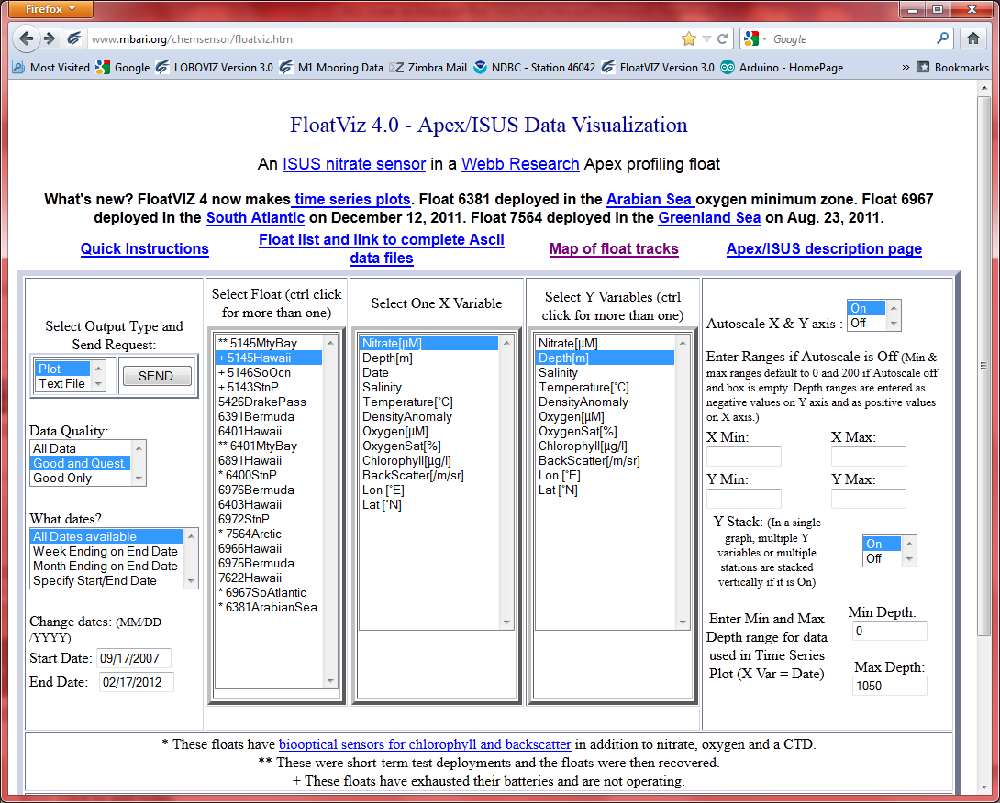 Firefox
www.mbari.org/chemsensor/floatviz.htm
Google
Most Visited Google LOBOVIZ Version 3.0 M1 Mooring Data Zimbra Mail NDBC - Station 46042 FloatVIZ Version 3.0 Arduino - HomePage » Bookmarks
FloatViz 4.0 - Apex/ISUS Data Visualization
An ISUS nitrate sensor in a Webb Research Apex profiling float
What's new? FloatVIZ 4 now makes time series plots. Float 6381 deployed in the Arabian Sea oxygen minimum zone. Float 6967
deployed in the South Atlantic on December 12, 2011. Float 7564 deployed in the Greenland Sea on Aug. 23, 2011.
Quick Instructions
Float list and link to complete Ascii
data files
Map of float tracks
Apex/ISUS description page
Select Output Type and
Send Request:
Plot
Text File
SEND
Data Quality:
All Data
Good and Quest.
Good Only
What dates?
All Dates available
Week Ending on End Date
Month Ending on End Date
Specify Start/End Date
Change dates: (MM/DD
/YYYY)
Start Date: 09/17/2007
End Date: 02/17/2012
Select Float (ctrl click
for more than one)
** 5145MtyBay
+ 5145Hawaii
+ 5146SoOcn
+ 5143StnP
5426DrakePass
6391Bermuda
6401Hawaii
** 6401MtyBay
6891Hawaii
* 6400StnP
6976Bermuda
6403Hawaii
6972StnP
* 7564Arctic
6966Hawaii
6975Bermuda
7622Hawaii
* 6967SoAtlantic
* 6381ArabianSea
Select One X Variable
Nitrate[µM]
Depth[m]
Date
Salinity
Temperature[°C]
DensityAnomaly
Oxygen[µM]
OxygenSat[%]
Chlorophyll[µg/l]
BackScatter[/m/sr]
Lon [°E]
Lat [°N]
Select Y Variables (ctrl
click for more than one)
Nitrate[µM]
Depth[m]
Salinity
Temperature[°C]
DensityAnomaly
Oxygen[µM]
OxygenSat[%]
Chlorophyll[µg/l]
BackScatter[/m/sr]
Lon [°E]
Lat [°N]
Autoscale X & Y axis :
On
Off
Enter Ranges if Autoscale is Off (Min &
max ranges default to 0 and 200 if Autoscale off
and box is empty. Depth ranges are entered as
negative values on Y axis and as positive values
on X axis.)
X Min: X Max:
Y Min: Y Max:
Y Stack: (In a single
graph, multiple Y
variables or multiple
stations are stacked
vertically if it is On)
On
Off
Enter Min and Max
Depth range for data
used in Time Series
Plot (X Var = Date)
Min Depth:
0
Max Depth:
1050
* These floats have biooptical sensors for chlorophyll and backscatter in addition to nitrate, oxygen and a CTD.
** These were short-term test deployments and the floats were then recovered.
+ These floats have exhausted their batteries and are not operating.